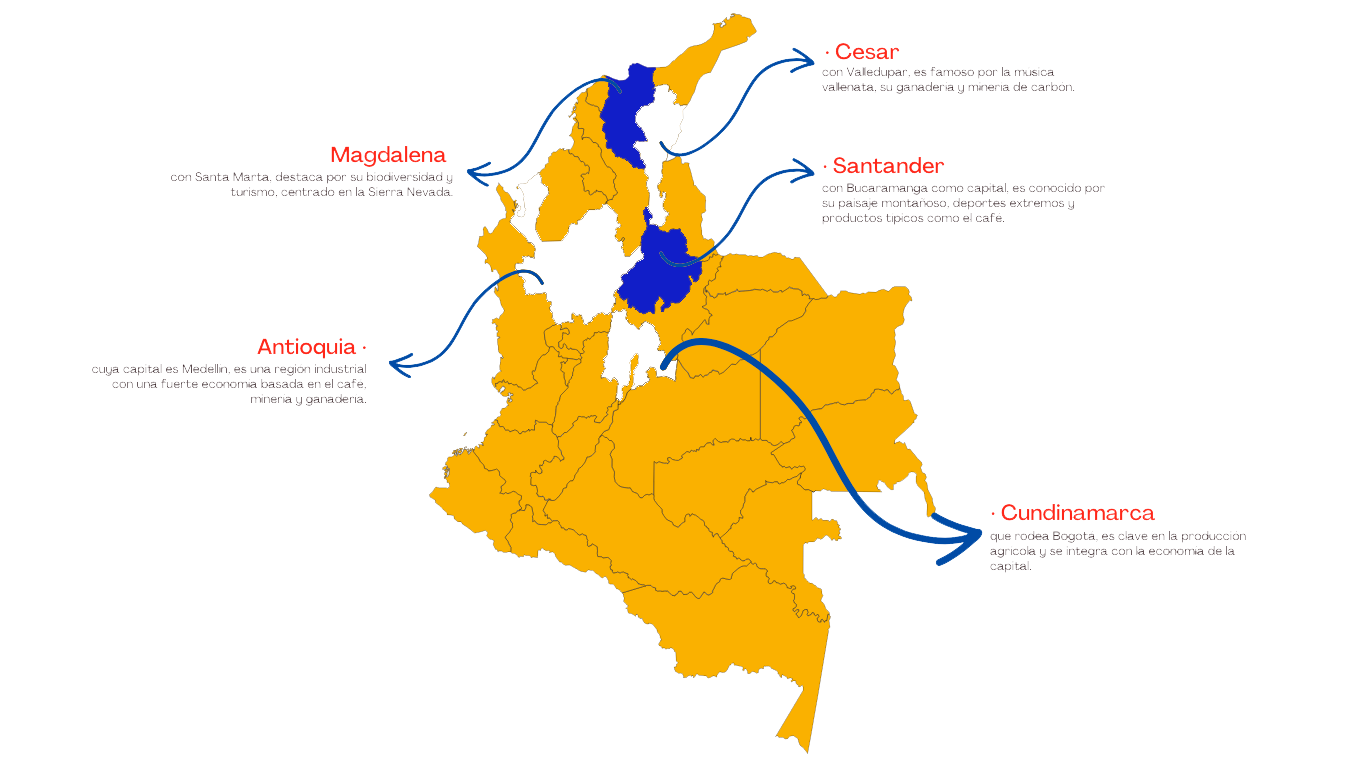 · Cesar
con Valledupar, es famoso por la musica
vallenata, su ganaderia y mineria de carbon.
Magdalena
con Santa Marta, destaca por su biodiversidad y
turismo, centrado en la Sierra Nevada.
· Santander
con Bucaramanga como capital, es conocido por
su paisaje montañoso, deportes extremos y
productos tipicos como el cafe.
Antioquia ·
cuya capital es Medellin, es una region industrial
con una fuerte economia basada en el cafe,
mineria y ganaderia.
· Cundinamarca
que rodea Bogota, es clave en la produccion
agricola y se integra con la economia de la
capital.